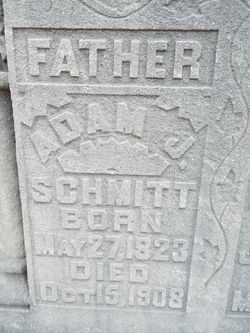 FATHER
ADAM J.
SCHMITT
BORN
MAY 27, 1823
DIED
OCT 15, 1908